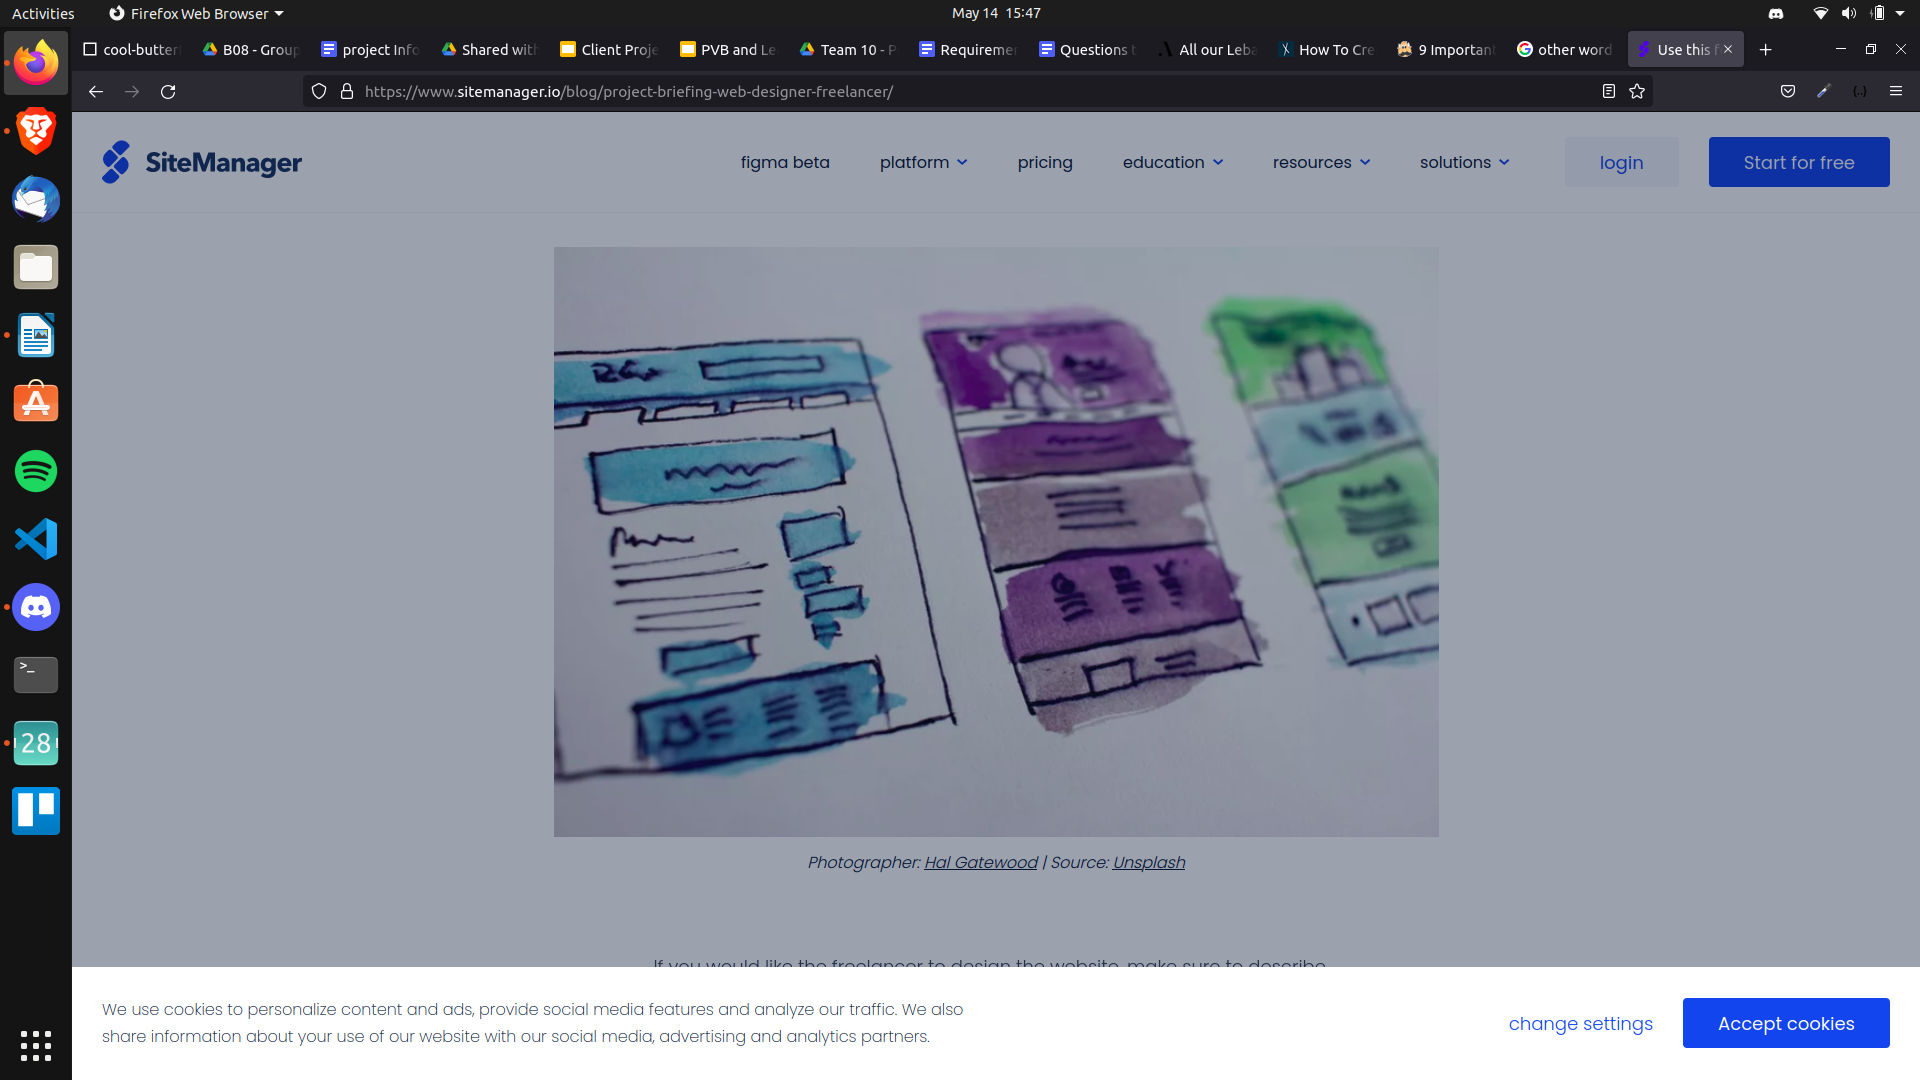 Activities
Firefox Web Browser
May 14 15:47
cool-butter
B08 - Group
project Info
Shared with
Client Proje
PVB and Le
Team 10 - P
Requiremen
Questions t
All our Leba
How To Cre
9 Important
other word
Use this f
https://www.sitemanager.io/blog/project-briefing-web-designer-freelancer/
SiteManager
figma beta
platform
pricing
education
resources
solutions
login
Start for free
28
>_
Photographer: Hal Gatewood | Source: Unsplash
If you would like the freelancer to design the website, make sure to describe
We use cookies to personalize content and ads, provide social media features and analyze our traffic. We also
share information about your use of our website with our social media, advertising and analytics partners.
change settings
Accept cookies